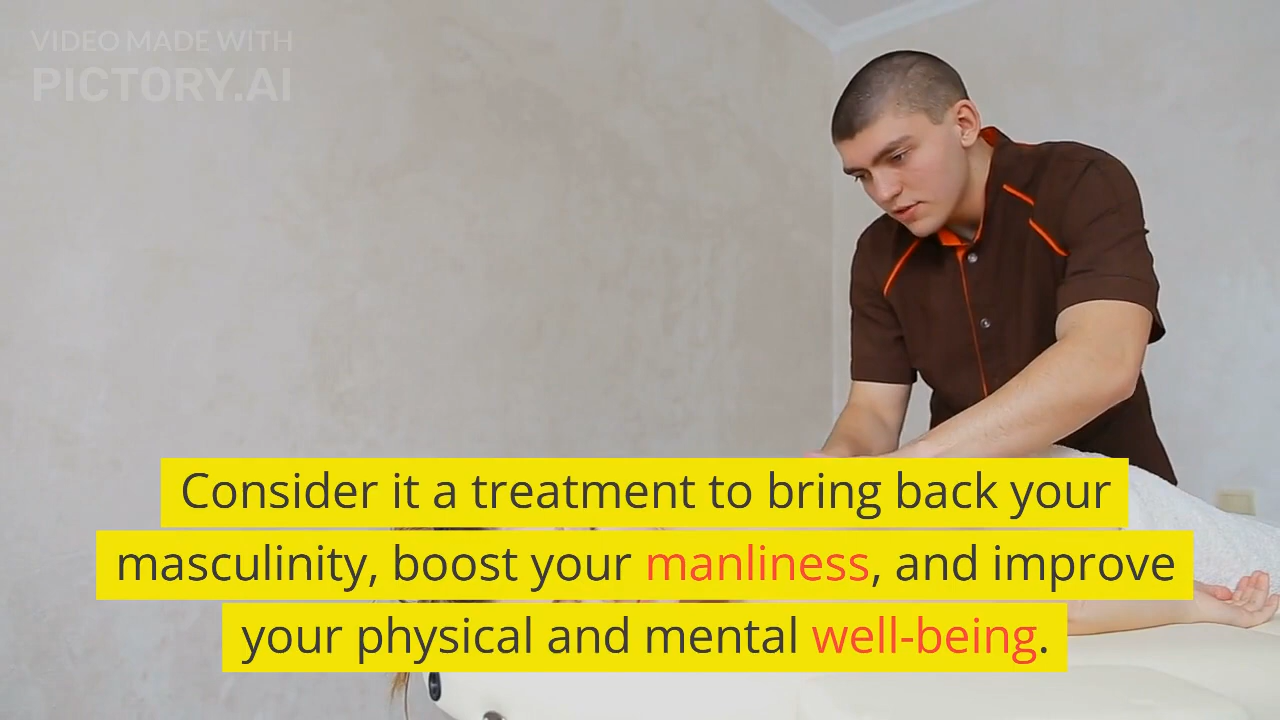 VIDEO MADE WITH
PICTORY.AI
Consider it a treatment to bring back your
masculinity, boost your manliness, and improve
your physical and mental well-being.